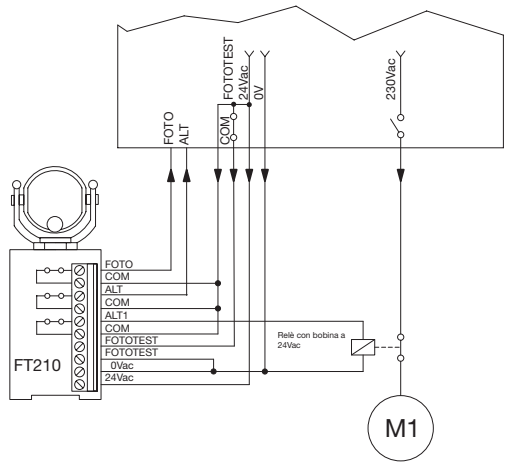 FOTOTEST
24Vac
0V
230Vac
COM
FOTO
ALT
FOTO
COM
ALT
COM
ALT1
COM
FOTOTEST
FOTOTEST
0Vac
24Vac
FT210
Relè con bobina a
24Vac
M1